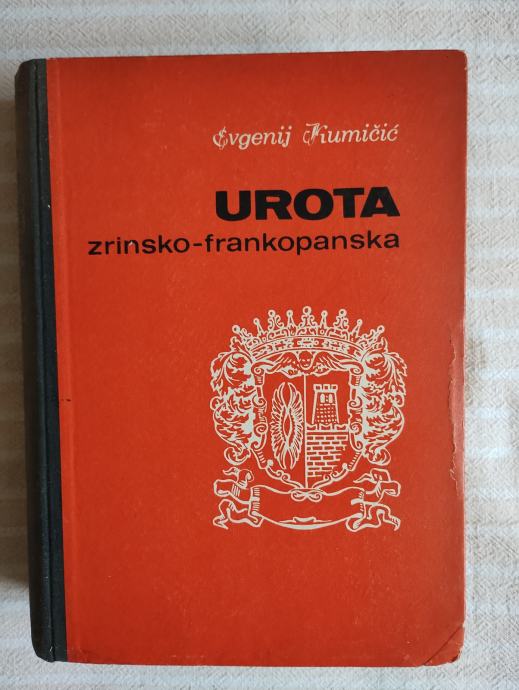 Evgenij Kumičić
UROTA
zrinsko-frankopanska